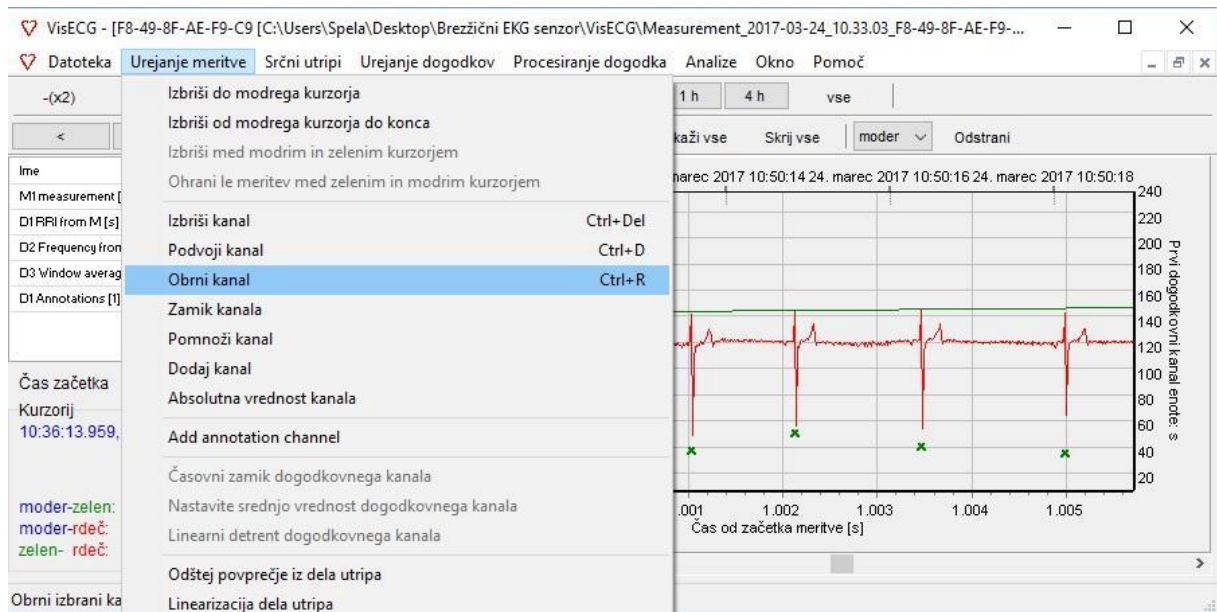 VisECG - [F8-49-8F-AE-F9-C9 [C:\Users\Spela\Desktop\Brezžični EKG senzor\VisECG\Measurement_2017-03-24_10.33.03_F8-49-8F-AE-F9-...
Datoteka Urejanje meritve Srčni utripi Urejanje dogodkov Procesiranje dogodka Analize Okno Pomoč
-(x2) 1 h 4 h vse
< kaži vse Skrij vse moder Odstrani
Ime
M1 measurement [
D1 RRI from M [s]
D2 Frequency from
D3 Window averag
D1 Annotations [1]
Čas začetka
Kurzorij
10:36:13.959,
moder-zelen:
moder-rdeč:
zelen- rdeč:
Izbriši do modrega kurzorja
Izbriši od modrega kurzorja do konca
Izbriši med modrim in zelenim kurzorjem
Ohrani le meritev med zelenim in modrim kurzorjem
Izbriši kanal Ctrl+Del
Podvoji kanal Ctrl+D
Obrni kanal Ctrl+R
Zamik kanala
Pomnoži kanal
Dodaj kanal
Absolutna vrednost kanala
Add annotation channel
Časovni zamik dogodkovnega kanala
Nastavite srednjo vrednost dogodkovnega kanala
Linearni detrent dogodkovnega kanala
Odštej povprečje iz dela utripa
Linearizacija dela utripa
marec 2017 10:50:14 24. marec 2017 10:50:16 24. marec 2017 10:50:18
240
220
200
180
160
140
120
100
80
60
40
20
Prvi dogodkovni kanal enote: s
.001 1.002 1.003 1.004 1.005
Čas od začetka meritve [s]
>
Obrni izbrani ka